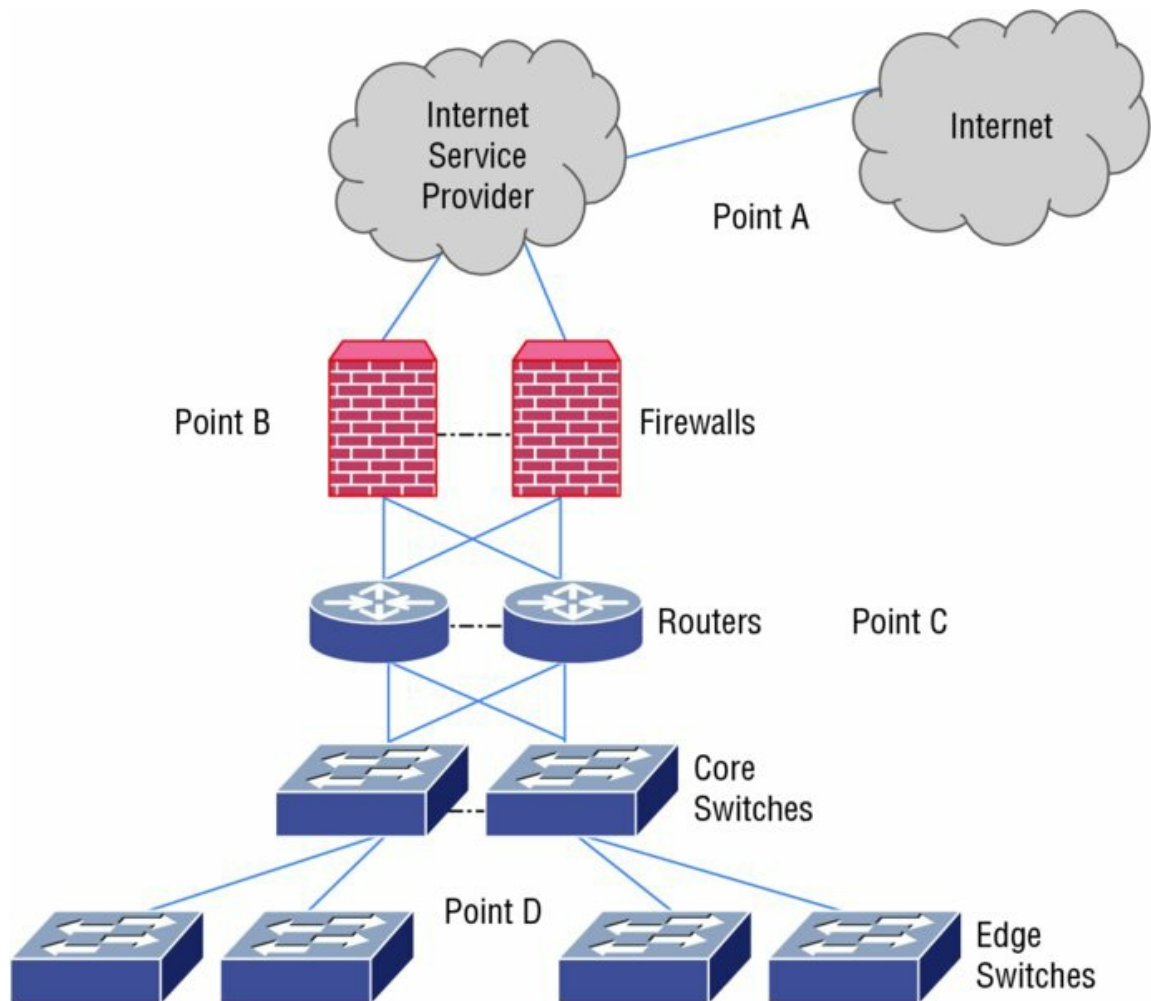 Internet
Service
Provider
Internet
Point A
Point B
Firewalls
Routers
Point C
Core
Switches
Point D
Edge
Switches